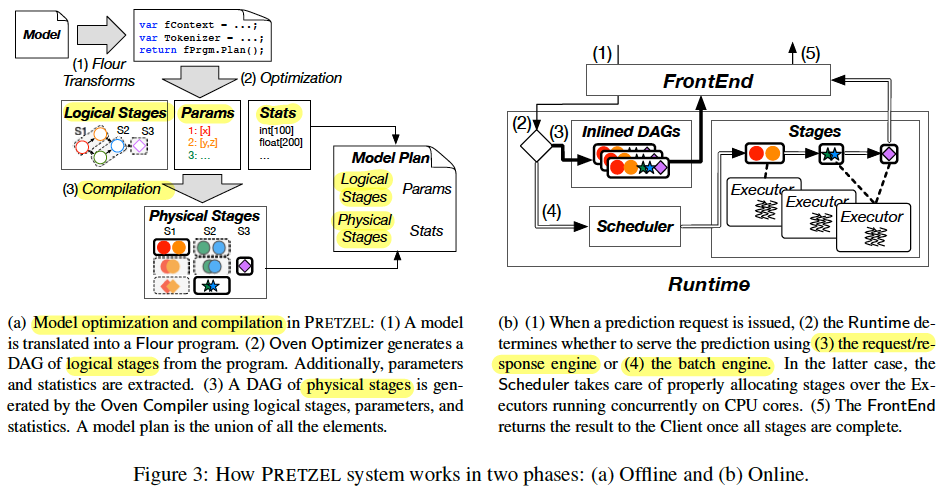 Model
var fContext = ...;
var Tokenizer = ...;
return fPrgm.Plan();
(1) Flour
Transforms
(2) Optimization
Logical Stages
S1
S2
S3
Params
1: [x]
2: [y,z]
3: ...
Stats
int[100]
float[200]
...
(3) Compilation
Physical Stages
S1
S2
S3
Model Plan
Logical
Stages
Params
Physical
Stages
Stats
(1)
(5)
FrontEnd
(2)
(3)
Inlined DAGs
(4)
Scheduler
Stages
Executor
Executor
Executor
Runtime
(a) Model optimization and compilation in PRETZEL: (1) A model
is translated into a Flour program. (2) Oven Optimizer generates a
DAG of logical stages from the program. Additionally, parameters
and statistics are extracted. (3) A DAG of physical stages is gen-
erated by the Oven Compiler using logical stages, parameters, and
statistics. A model plan is the union of all the elements.
(b) (1) When a prediction request is issued, (2) the Runtime de-
termines whether to serve the prediction using (3) the request/re-
sponse engine or (4) the batch engine. In the latter case, the
Scheduler takes care of properly allocating stages over the Ex-
ecutors running concurrently on CPU cores. (5) The FrontEnd
returns the result to the Client once all stages are complete.
Figure 3: How PRETZEL system works in two phases: (a) Offline and (b) Online.